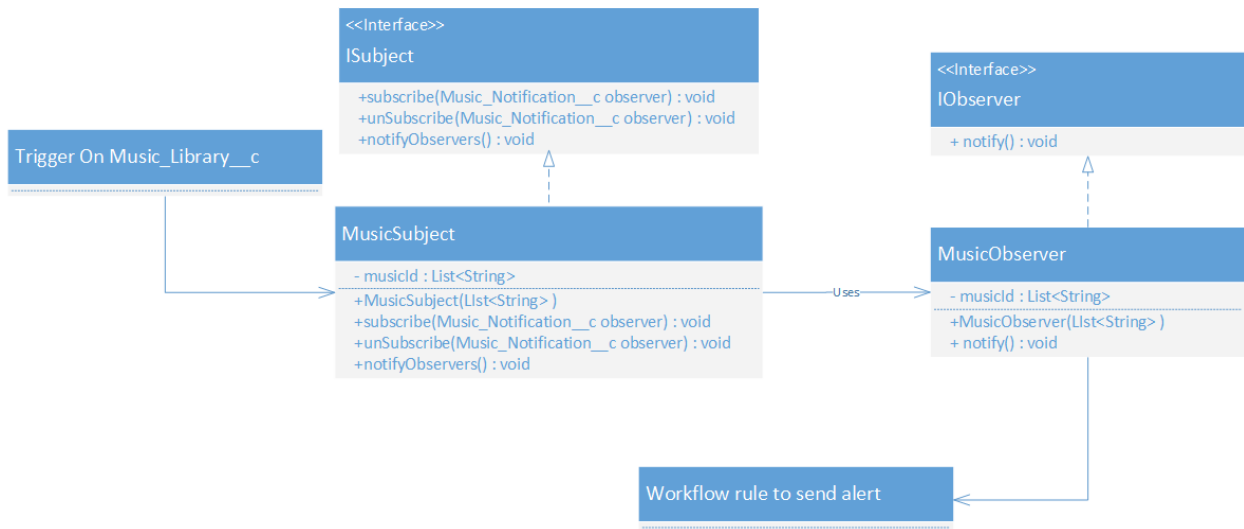 <<Interface>>
ISubject
+subscribe(Music_Notification__c observer) : void
+unSubscribe(Music_Notification__c observer) : void
+notifyObservers() : void
<<Interface>>
IObserver
+ notify() : void
Trigger On Music_Library__c
MusicSubject
- musicId : List<String>
+MusicSubject(LIst<String> )
+subscribe(Music_Notification__c observer) : void
+unSubscribe(Music_Notification__c observer) : void
+notifyObservers() : void
Uses
MusicObserver
- musicId : List<String>
+MusicObserver(LIst<String> )
+ notify() : void
Workflow rule to send alert